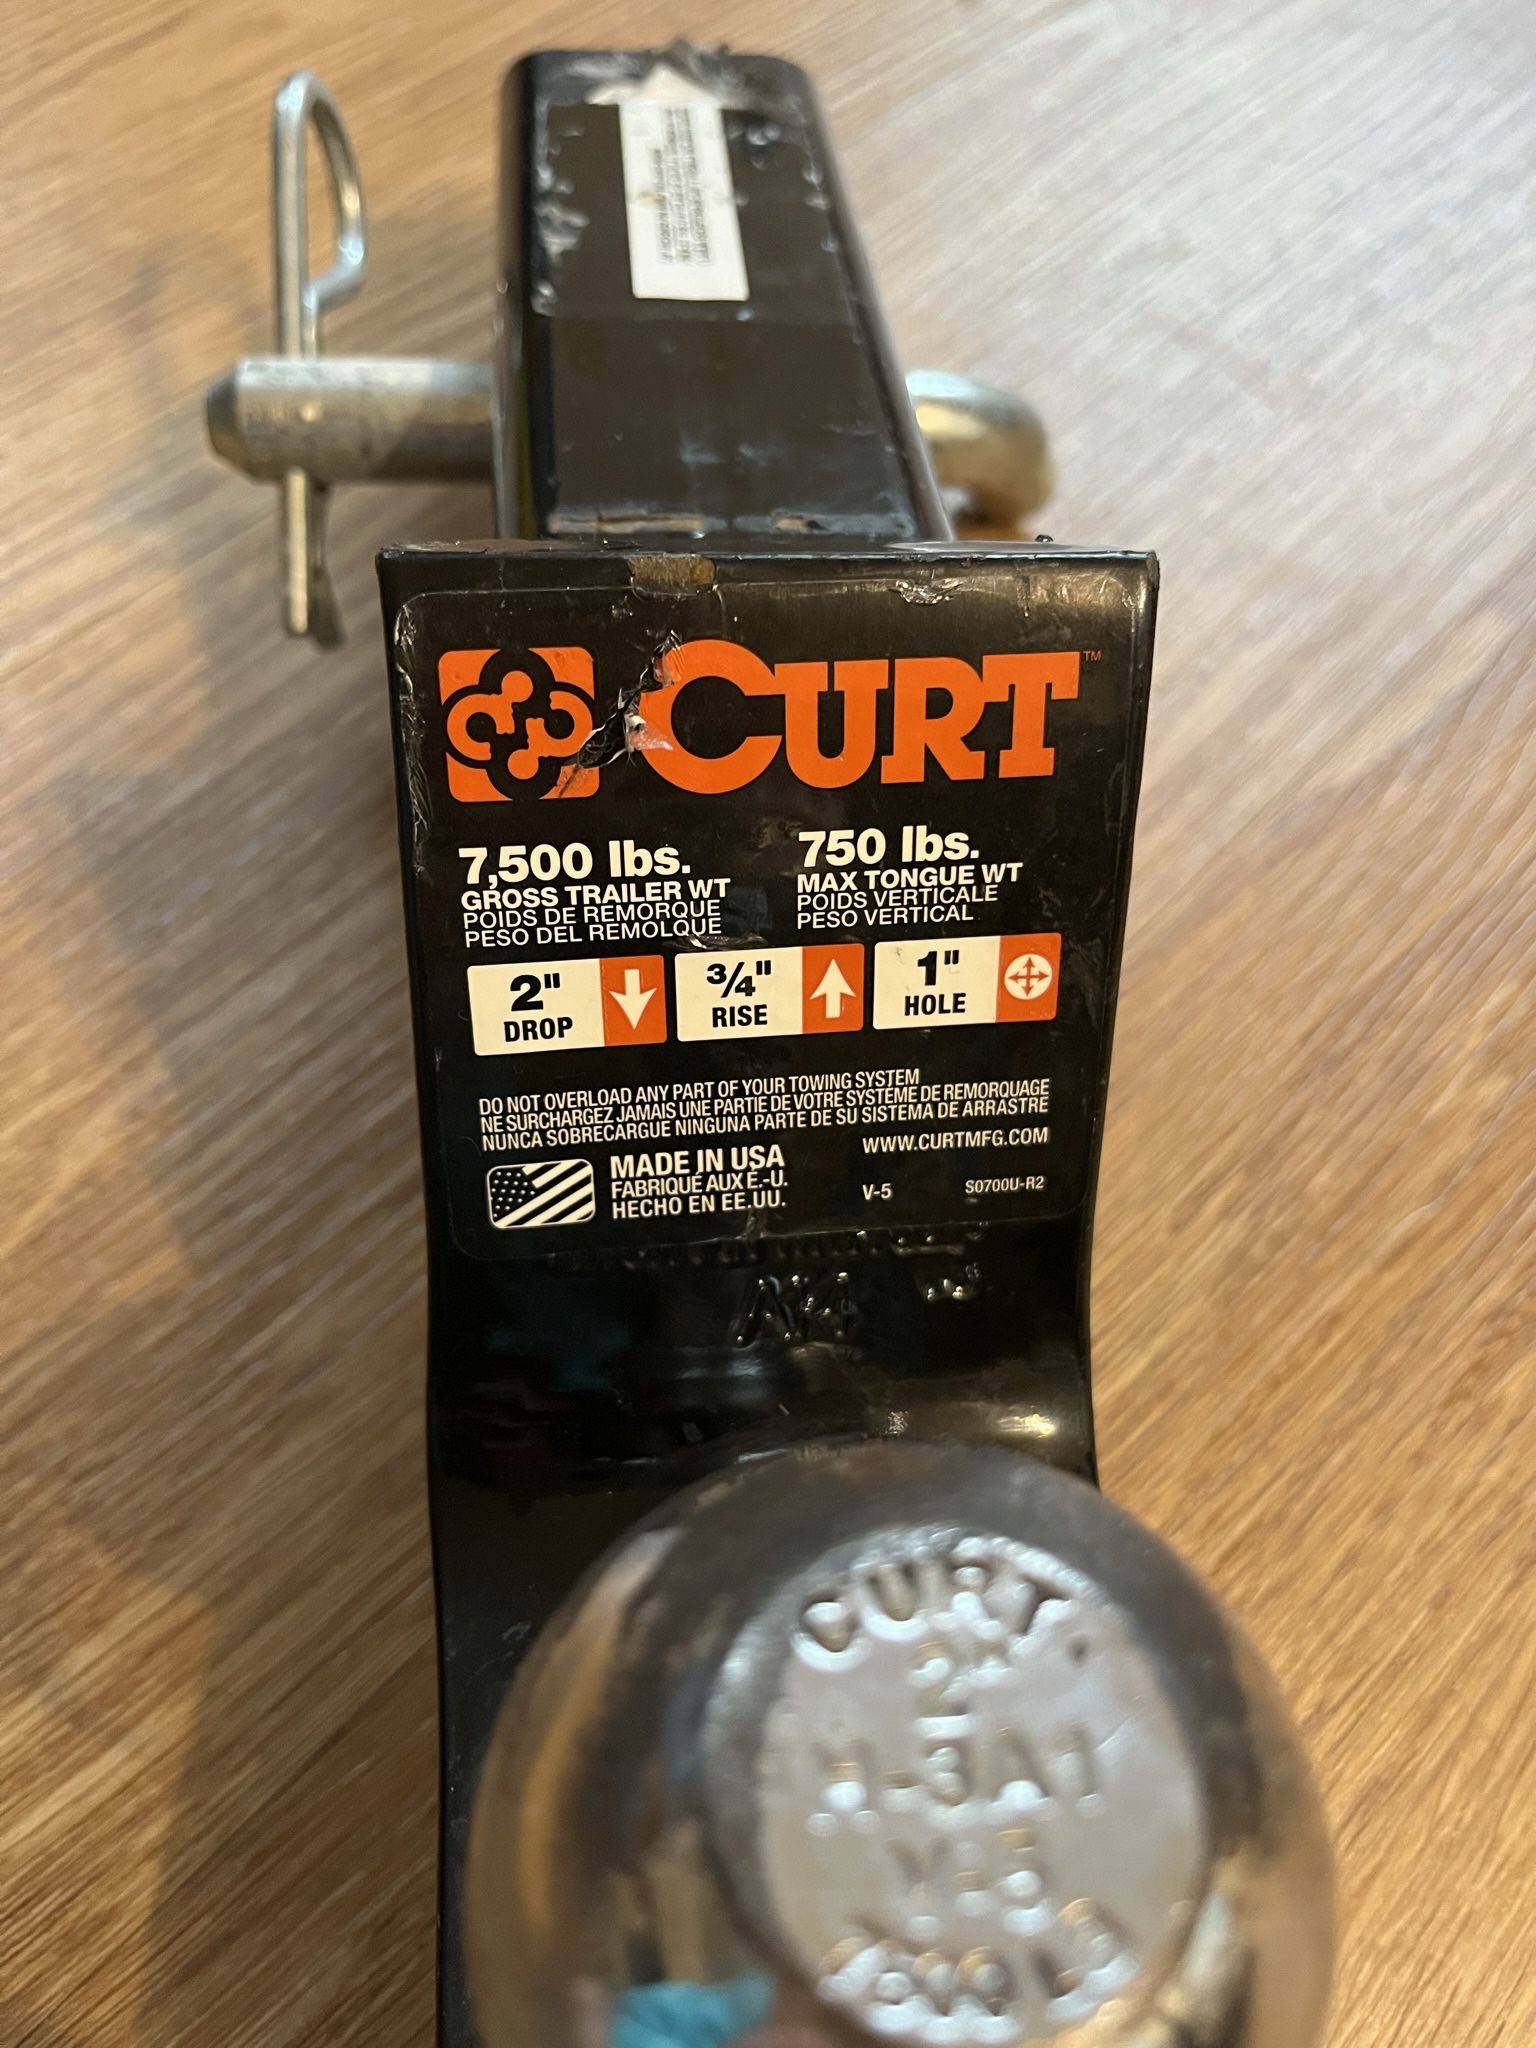 CURT™
7,500 lbs.
GROSS TRAILER WT
POIDS DE REMORQUE
PESO DEL REMOLQUE
750 lbs.
MAX TONGUE WT
POIDS VERTICALE
PESO VERTICAL
2"
DROP
3/4"
RISE
1"
HOLE
DO NOT OVERLOAD ANY PART OF YOUR TOWING SYSTEM
NE SURCHARGEZ JAMAIS UNE PARTIE DE VOTRE SYSTÈME DE REMORQUAGE
NUNCA SOBRECARGUE NINGUNA PARTE DE SU SISTEMA DE ARRASTRE
MADE IN USA
FABRIQUÉ AUX É.-U.
HECHO EN EE.UU.
WWW.CURTMFG.COM
V-5
S0700U-R2
CURT
2"
V-5